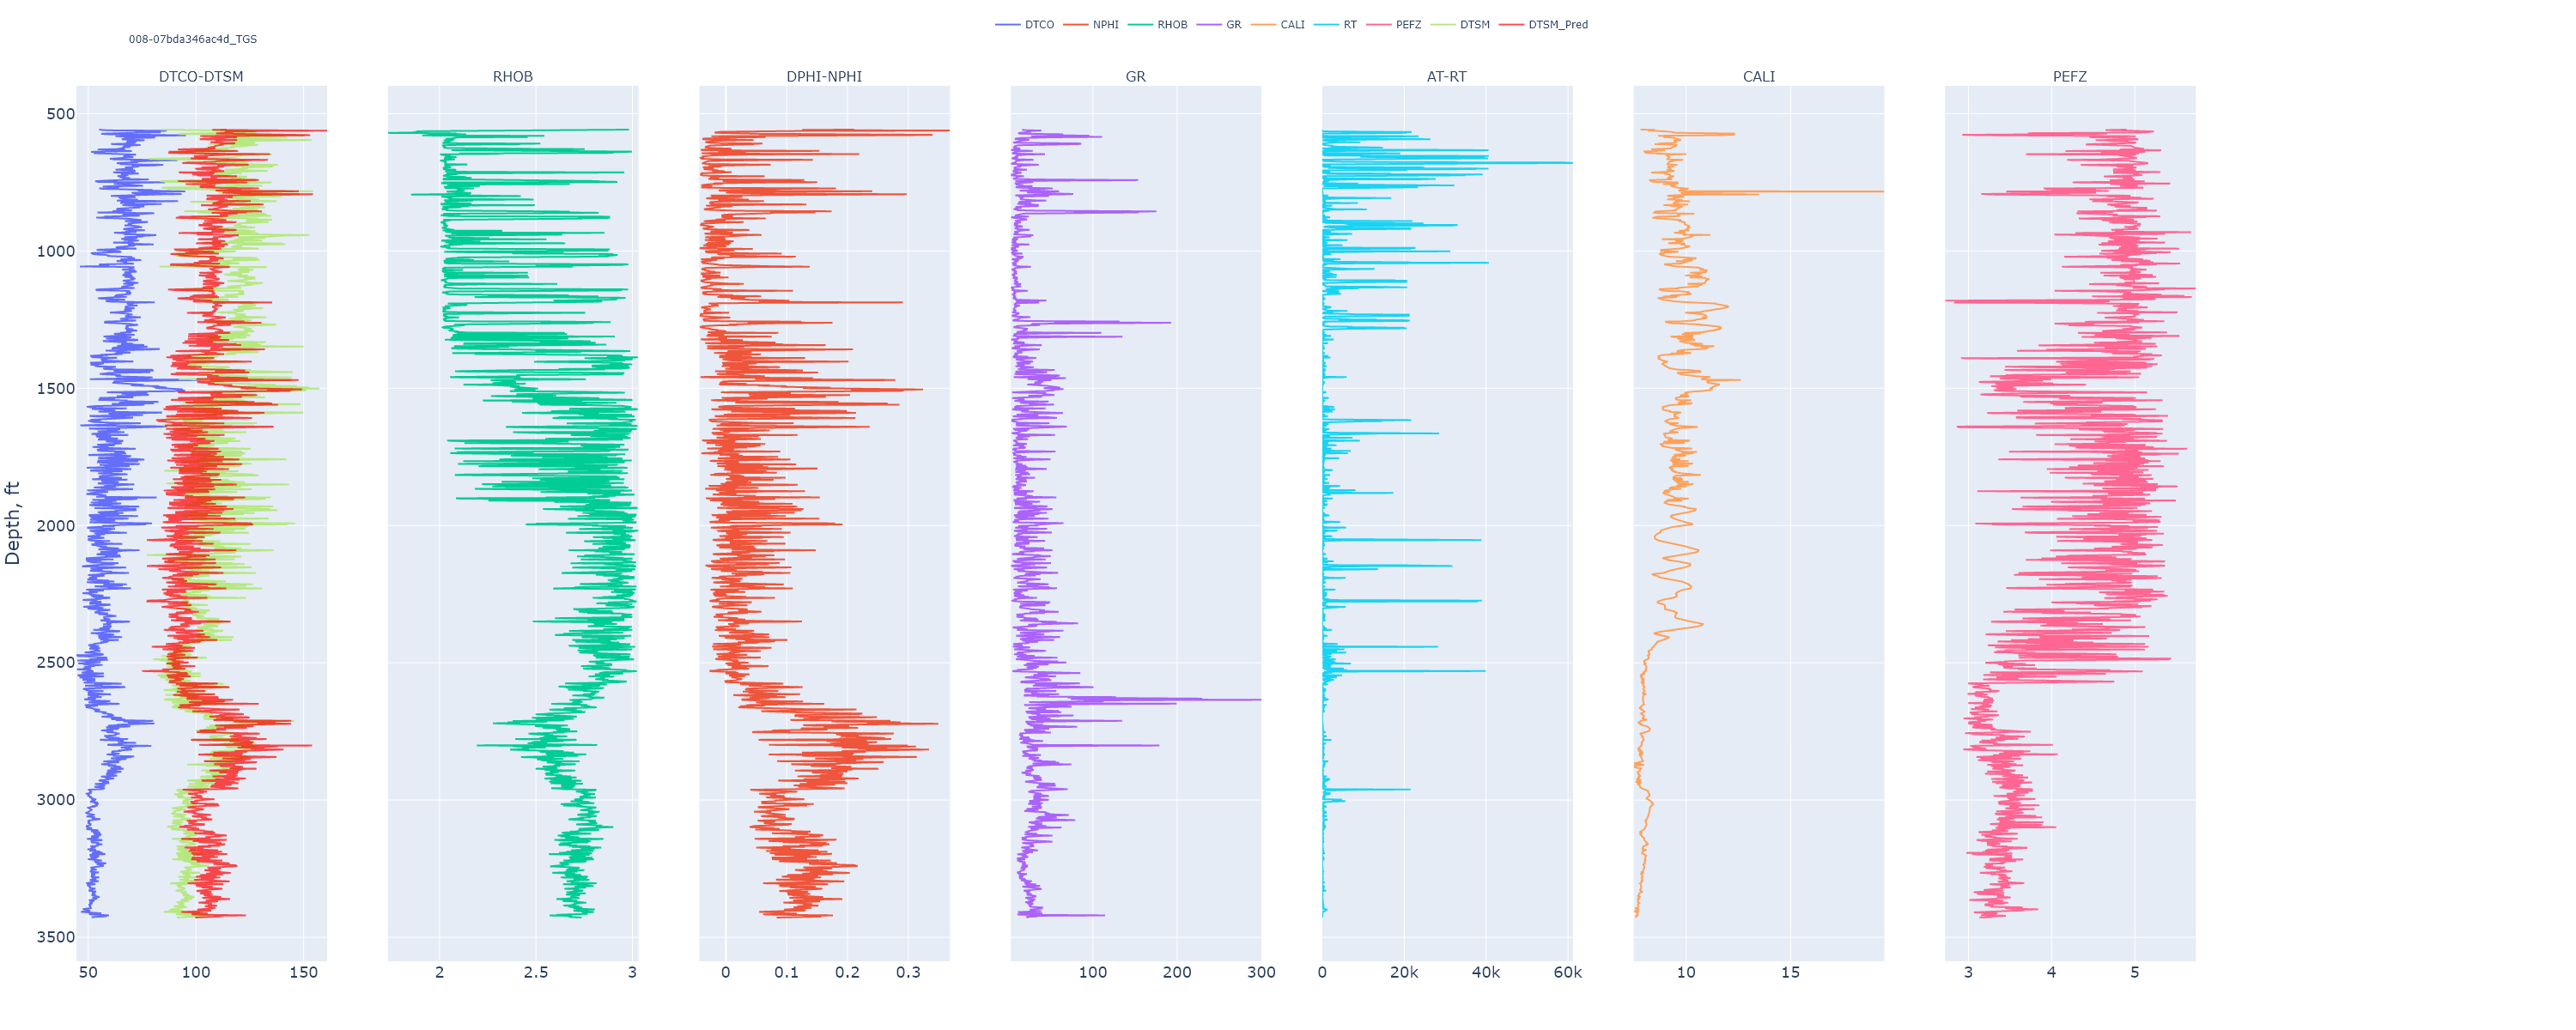 DTCO NPHI RHOB GR CALI RT PEFZ DTSM DTSM_Pred
008-07bda346ac4d_TGS
DTCO-DTSM RHOB DPHI-NPHI GR AT-RT CALI PEFZ
500
1000
1500
2000
2500
3000
3500
Depth, ft
50 100 150 2 2.5 3 0 0.1 0.2 0.3 100 200 300 0 20k 40k 60k 10 15 3 4 5